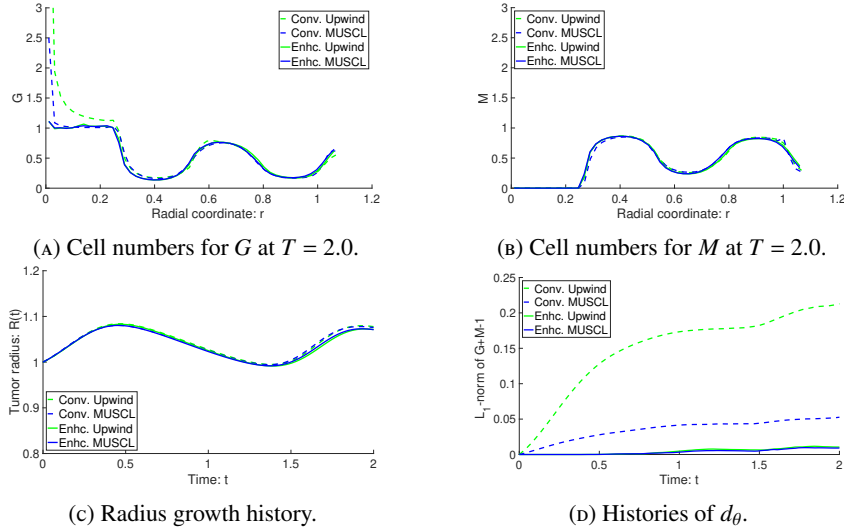 3
2.5
2
1.5
1
0.5
0
G
Conv. Upwind
Conv. MUSCL
Enhc. Upwind
Enhc. MUSCL
0 0.2 0.4 0.6 0.8 1 1.2
Radial coordinate: r
(A) Cell numbers for G at T = 2.0.
3
2.5
2
1.5
1
0.5
0
M
Conv. Upwind
Conv. MUSCL
Enhc. Upwind
Enhc. MUSCL
0 0.2 0.4 0.6 0.8 1 1.2
Radial coordinate: r
(B) Cell numbers for M at T = 2.0.
1.2
1.1
1
0.9
0.8
Tumor radius: R(t)
Conv. Upwind
Conv. MUSCL
Enhc. Upwind
Enhc. MUSCL
0 0.5 1 1.5 2
Time: t
(C) Radius growth history.
0.25
0.2
0.15
0.1
0.05
0
L₁-norm of G+M-1
Conv. Upwind
Conv. MUSCL
Enhc. Upwind
Enhc. MUSCL
0 0.5 1 1.5 2
Time: t
(D) Histories of dθ.